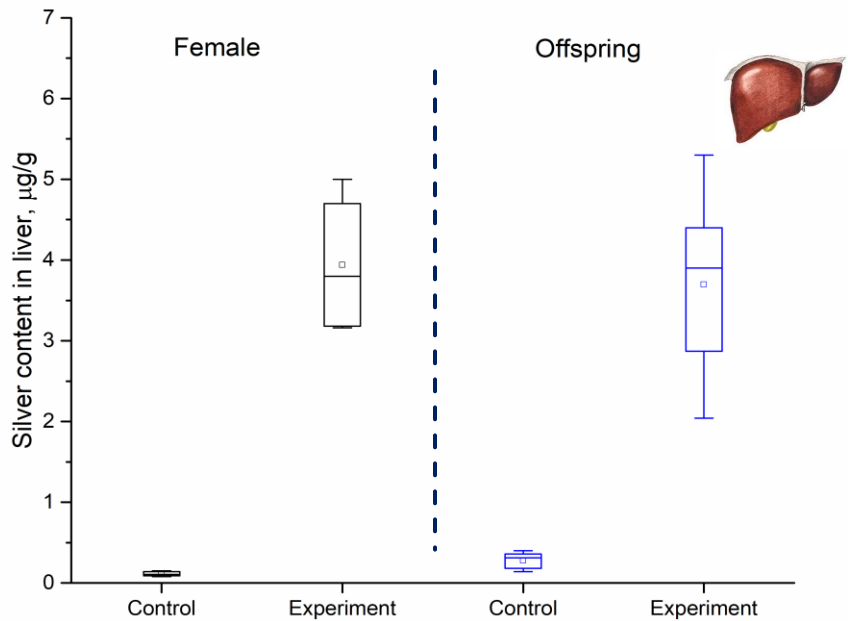 7
6
5
4
3
2
1
0
Silver content in liver, μg/g
Female
Offspring
Control
Experiment
Control
Experiment